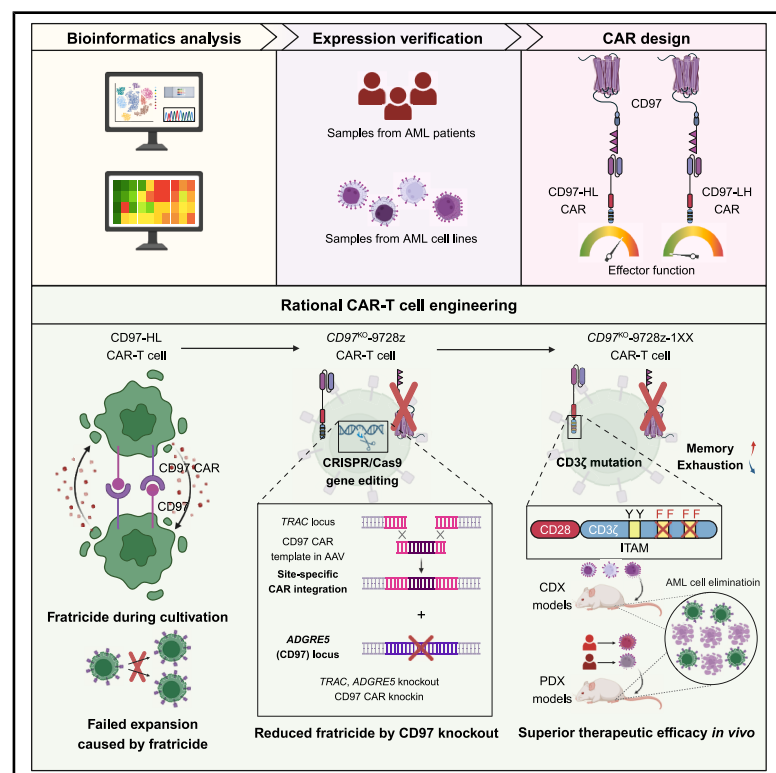 Bioinformatics analysis
Expression verification
CAR design
Samples from AML patients
Samples from AML cell lines
CD97
CD97-HL
CAR
CD97-LH
CAR
Effector function
Rational CAR-T cell engineering
CD97-HL
CAR-T cell
CD97 CAR
CD97
Fratricide during cultivation
Failed expansion
caused by fratricide
CD97KO-9728z
CAR-T cell
CRISPR/Cas9
gene editing
TRAC locus
CD97 CAR
template in AAV
Site-specific
CAR integration
+
ADGRE5
(CD97) locus
TRAC, ADGRE5 knockout
CD97 CAR knockin
Reduced fratricide by CD97 knockout
CD97KO-9728z-1XX
CAR-T cell
CD3ζ mutation
Memory
Exhaustion
Y Y F F F F
CD28 CD3ζ
ITAM
CDX
models
AML cell eliminatioin
PDX
models
Superior therapeutic efficacy in vivo